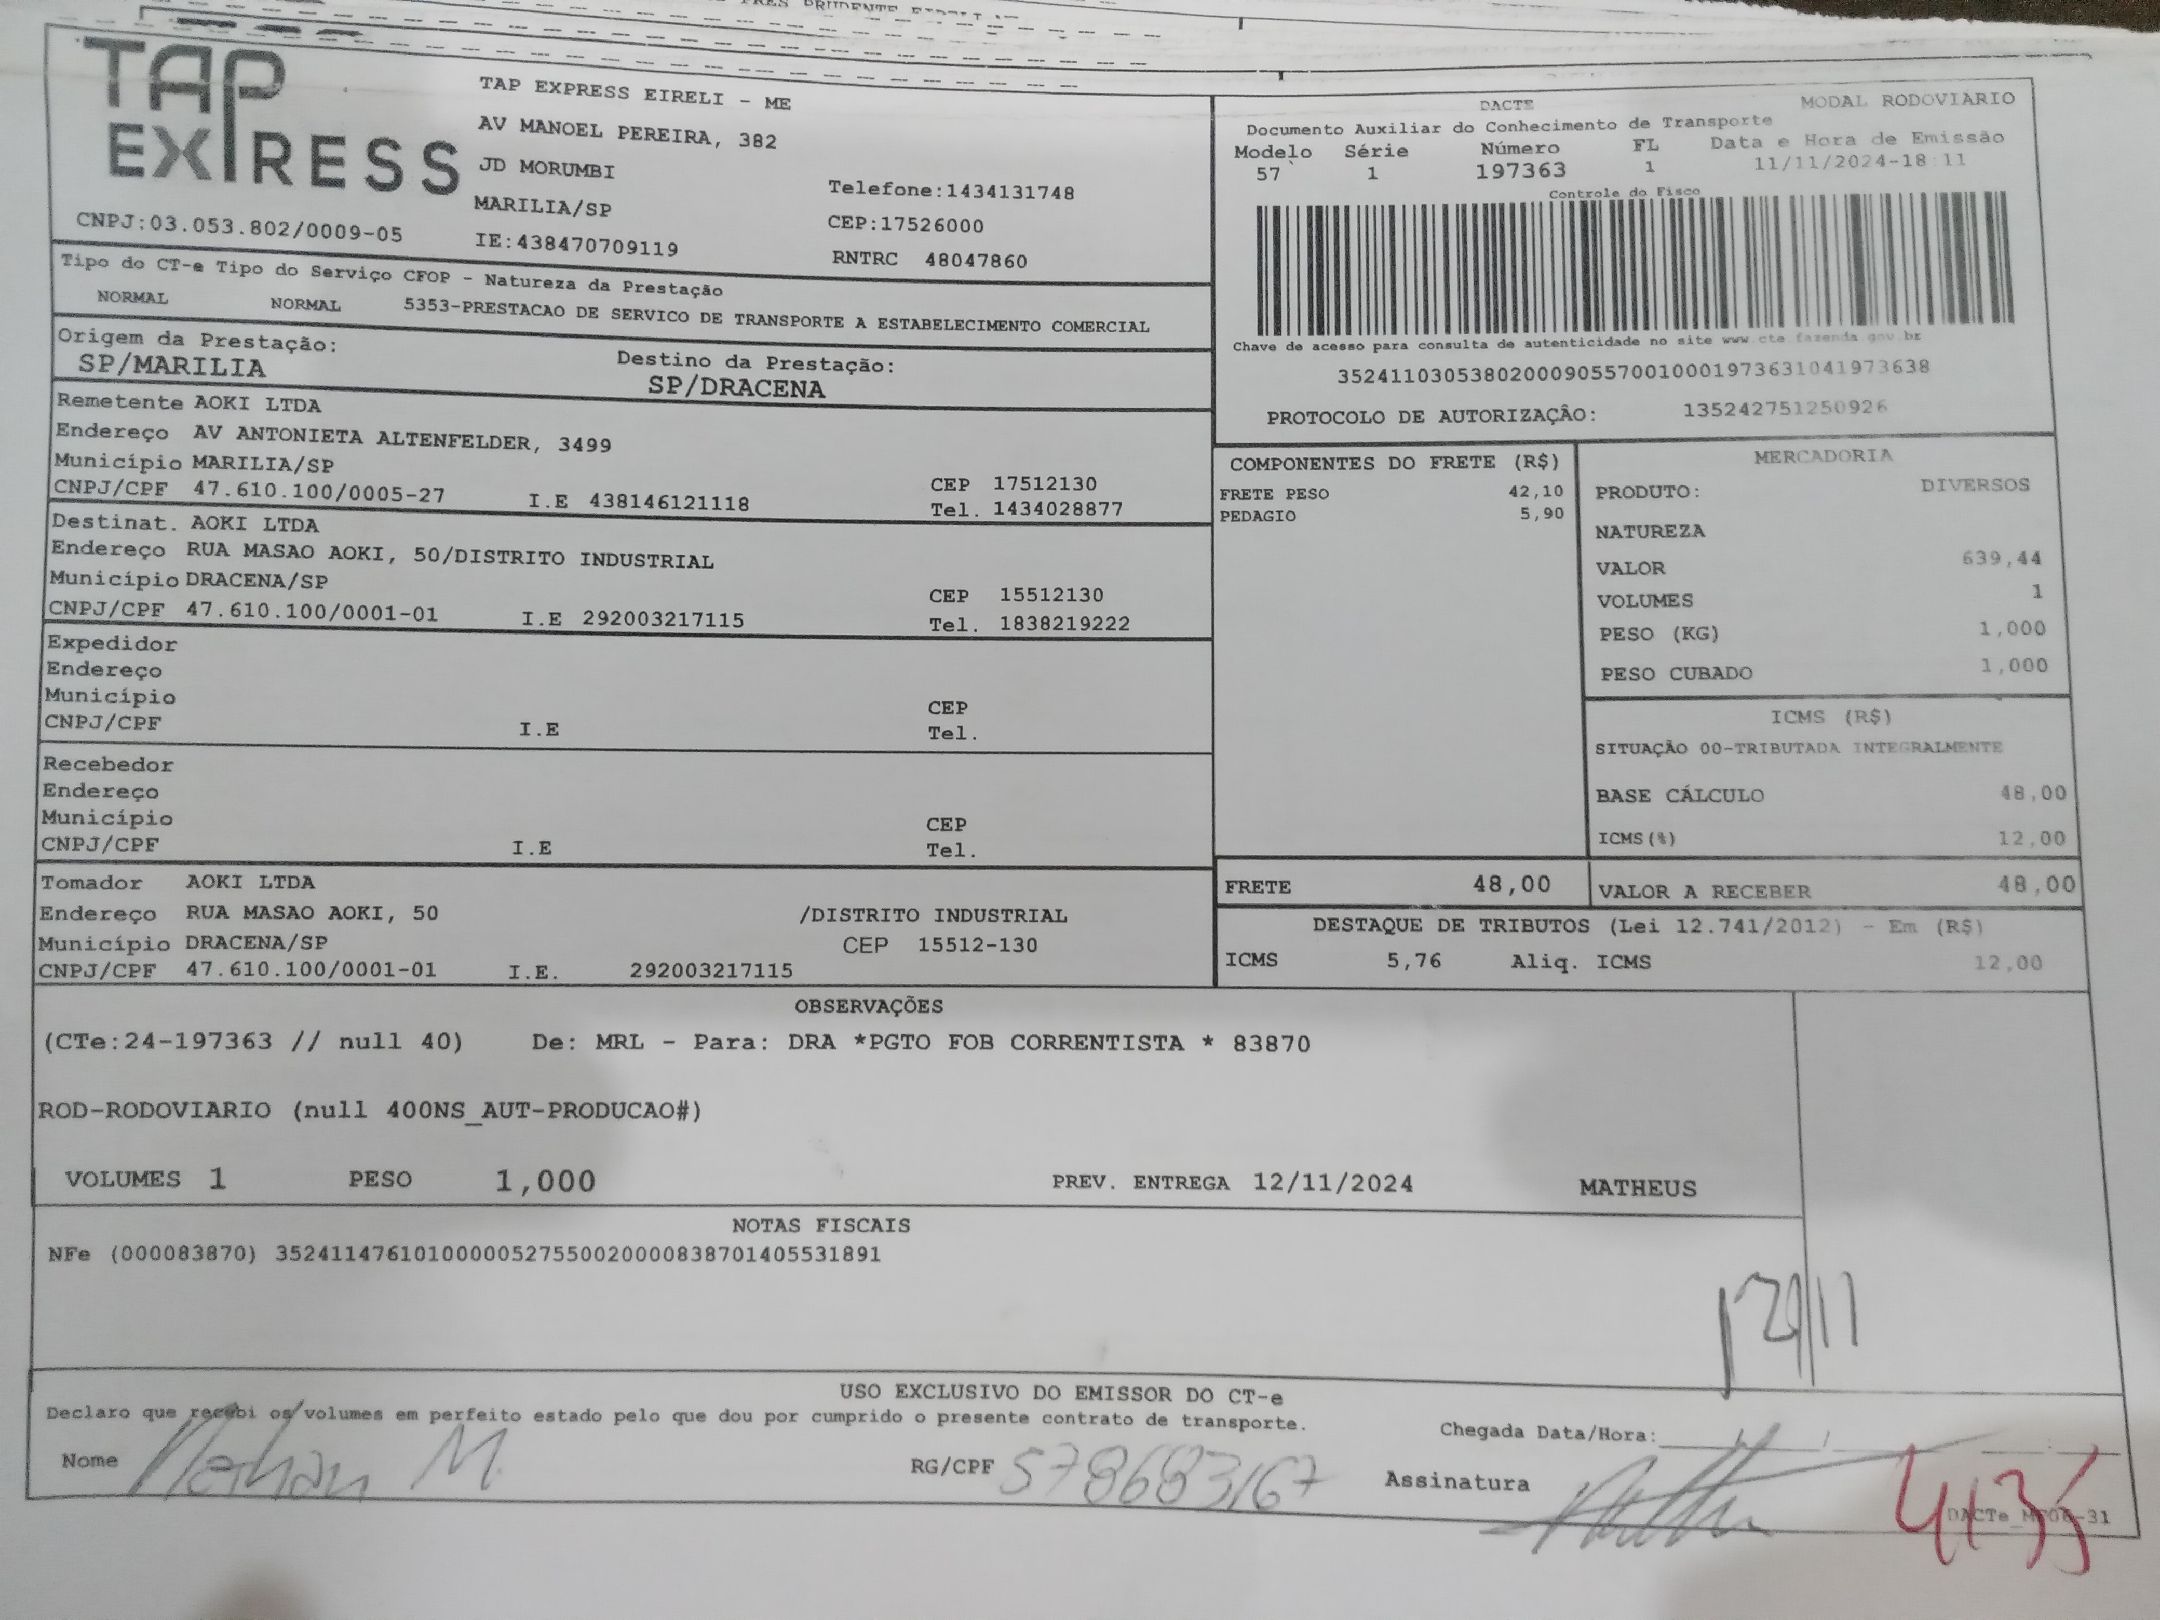 TAP EXPRESS
TAP EXPRESS EIRELI - ME
AV MANOEL PEREIRA, 382
JD MORUMBI
MARILIA/SP
Telefone:1434131748
CEP:17526000
CNPJ:03.053.802/0009-05
IE:438470709119
RNTRC 48047860
DACTE
MODAL RODOVIARIO
Documento Auxiliar do Conhecimento de Transporte
Modelo Série Número FL Data e Hora de Emissão
57 1 197363 1 11/11/2024-18:11
Controle do Fisco
Chave de acesso para consulta de autenticidade no site www.cte.fazenda.gov.br
35241103053802000905570010001973631041973638
PROTOCOLO DE AUTORIZAÇÃO: 135242751250926
Tipo do CT-e Tipo do Serviço CFOP - Natureza da Prestação
NORMAL NORMAL 5353-PRESTACAO DE SERVICO DE TRANSPORTE A ESTABELECIMENTO COMERCIAL
Origem da Prestação:
SP/MARILIA
Destino da Prestação:
SP/DRACENA
Remetente AOKI LTDA
Endereço AV ANTONIETA ALTENFELDER, 3499
Município MARILIA/SP
CEP 17512130
CNPJ/CPF 47.610.100/0005-27 I.E 438146121118 Tel. 1434028877
Destinat. AOKI LTDA
Endereço RUA MASAO AOKI, 50/DISTRITO INDUSTRIAL
Município DRACENA/SP
CEP 15512130
CNPJ/CPF 47.610.100/0001-01 I.E 292003217115 Tel. 1838219222
Expedidor
Endereço
Município CEP
CNPJ/CPF I.E Tel.
Recebedor
Endereço
Município CEP
CNPJ/CPF I.E Tel.
Tomador AOKI LTDA
Endereço RUA MASAO AOKI, 50 /DISTRITO INDUSTRIAL
Município DRACENA/SP CEP 15512-130
CNPJ/CPF 47.610.100/0001-01 I.E. 292003217115
COMPONENTES DO FRETE (R$)
FRETE PESO 42,10
PEDAGIO 5,90
MERCADORIA
PRODUTO: DIVERSOS
NATUREZA
VALOR 639,44
VOLUMES 1
PESO (KG) 1,000
PESO CUBADO 1,000
ICMS (R$)
SITUAÇÃO 00-TRIBUTADA INTEGRALMENTE
BASE CÁLCULO 48,00
ICMS(%) 12,00
FRETE 48,00
VALOR A RECEBER 48,00
DESTAQUE DE TRIBUTOS (Lei 12.741/2012) - Em (R$)
ICMS 5,76 Aliq. ICMS 12,00
OBSERVAÇÕES
(CTe:24-197363 // null 40) De: MRL - Para: DRA *PGTO FOB CORRENTISTA * 83870
ROD-RODOVIARIO (null 400NS_AUT-PRODUCAO#)
VOLUMES 1 PESO 1,000 PREV. ENTREGA 12/11/2024 MATHEUS
NOTAS FISCAIS
NFe (000083870) 35241147610100000527550020000838701405531891
12/11
USO EXCLUSIVO DO EMISSOR DO CT-e
Declaro que recebi os volumes em perfeito estado pelo que dou por cumprido o presente contrato de transporte.
Chegada Data/Hora:
Nome Nathan M. RG/CPF 578683167 Assinatura
4135